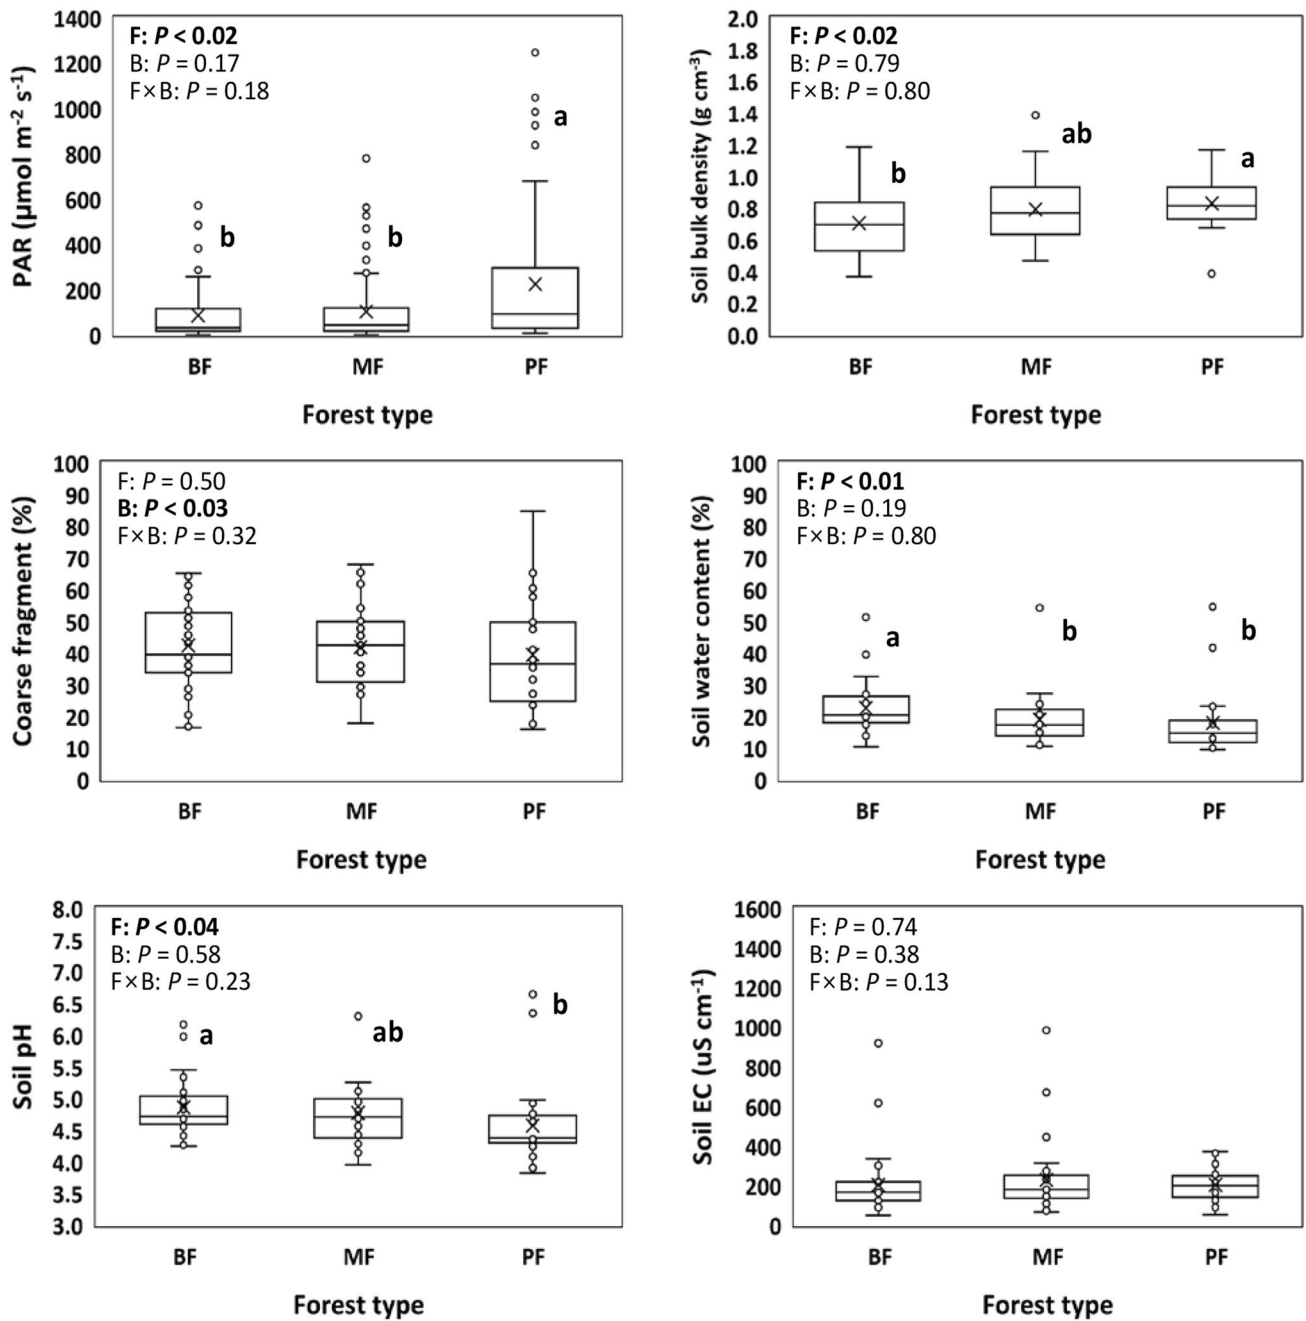 PAR (µmol m⁻² s⁻¹)
1400
1200
1000
800
600
400
200
0
F: P < 0.02
B: P = 0.17
F×B: P = 0.18
b
b
a
BF MF PF
Forest type
Soil bulk density (g cm⁻³)
2.0
1.8
1.6
1.4
1.2
1.0
0.8
0.6
0.4
0.2
0.0
F: P < 0.02
B: P = 0.79
F×B: P = 0.80
b
ab
a
BF MF PF
Forest type
Coarse fragment (%)
100
90
80
70
60
50
40
30
20
10
0
F: P = 0.50
B: P < 0.03
F×B: P = 0.32
BF MF PF
Forest type
Soil water content (%)
100
90
80
70
60
50
40
30
20
10
0
F: P < 0.01
B: P = 0.19
F×B: P = 0.80
a
b
b
BF MF PF
Forest type
Soil pH
8.0
7.5
7.0
6.5
6.0
5.5
5.0
4.5
4.0
3.5
3.0
F: P < 0.04
B: P = 0.58
F×B: P = 0.23
a
ab
b
BF MF PF
Forest type
Soil EC (uS cm⁻¹)
1600
1400
1200
1000
800
600
400
200
0
F: P = 0.74
B: P = 0.38
F×B: P = 0.13
BF MF PF
Forest type